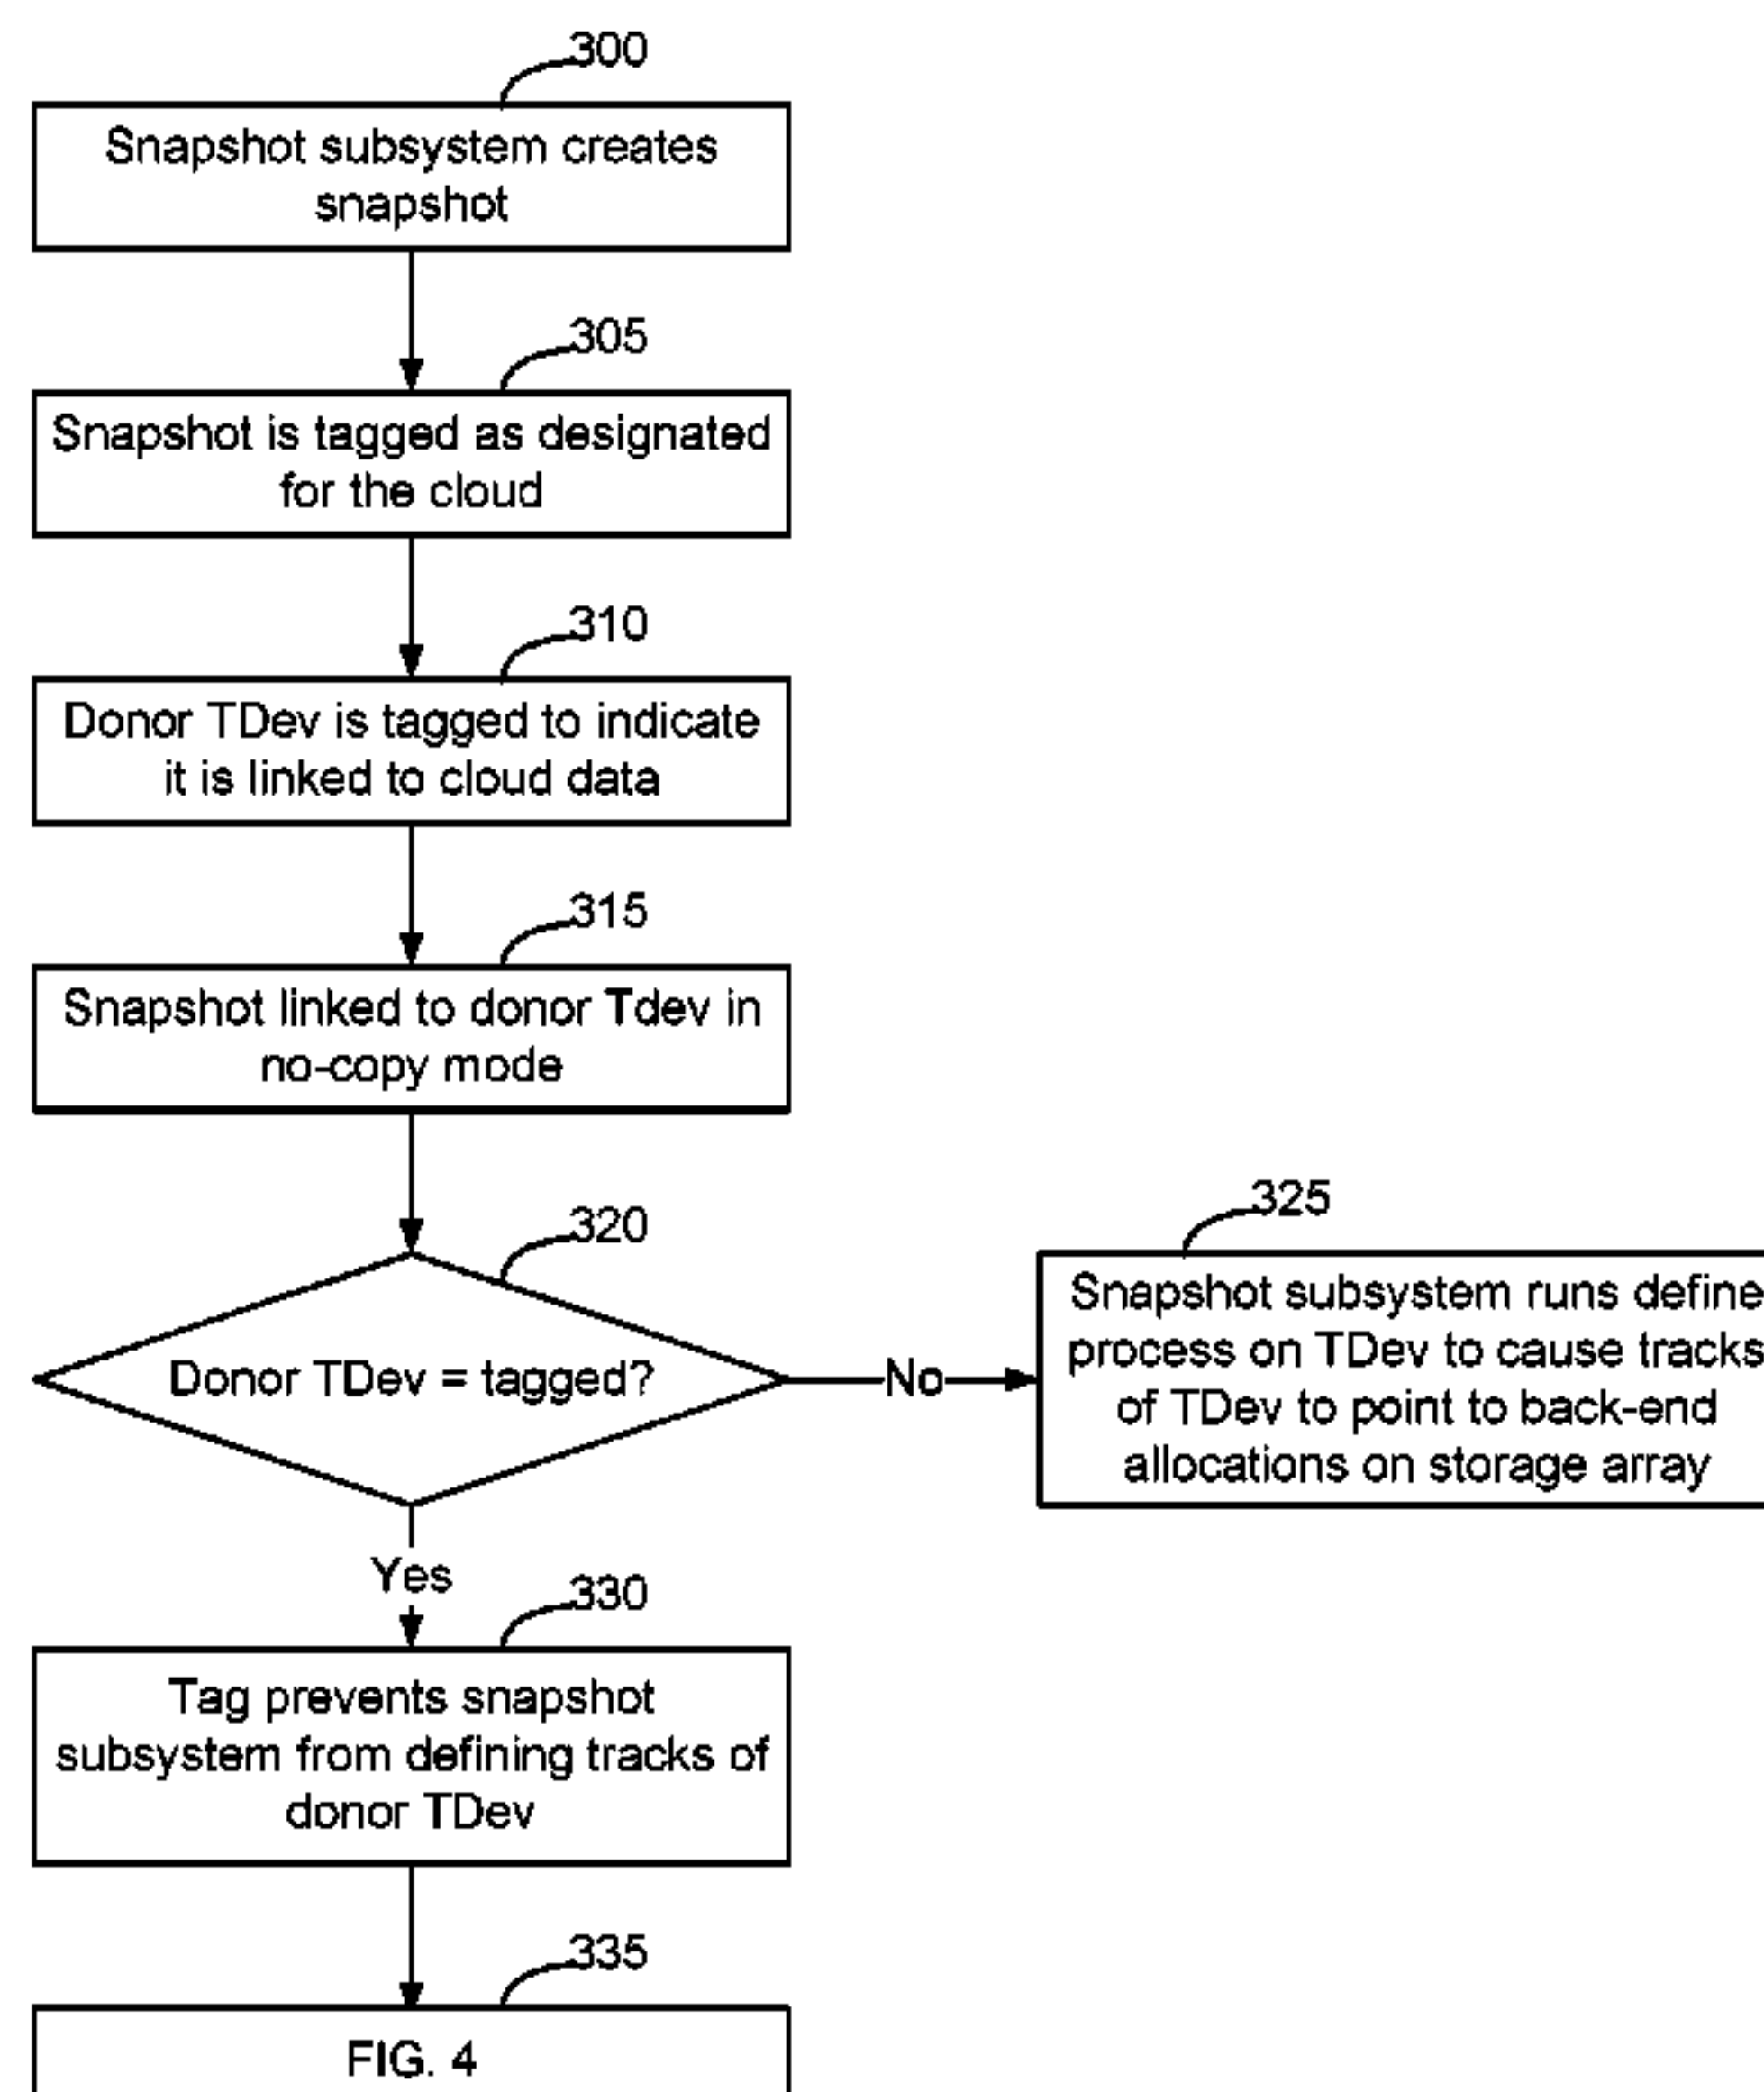 300
Snapshot subsystem creates
snapshot
305
Snapshot is tagged as designated
for the cloud
310
Donor TDev is tagged to indicate
it is linked to cloud data
315
Snapshot linked to donor Tdev in
no-copy mode
320
Donor TDev = tagged?
No
325
Snapshot subsystem runs define
process on TDev to cause tracks
of TDev to point to back-end
allocations on storage array
Yes
330
Tag prevents snapshot
subsystem from defining tracks of
donor TDev
335
FIG. 4